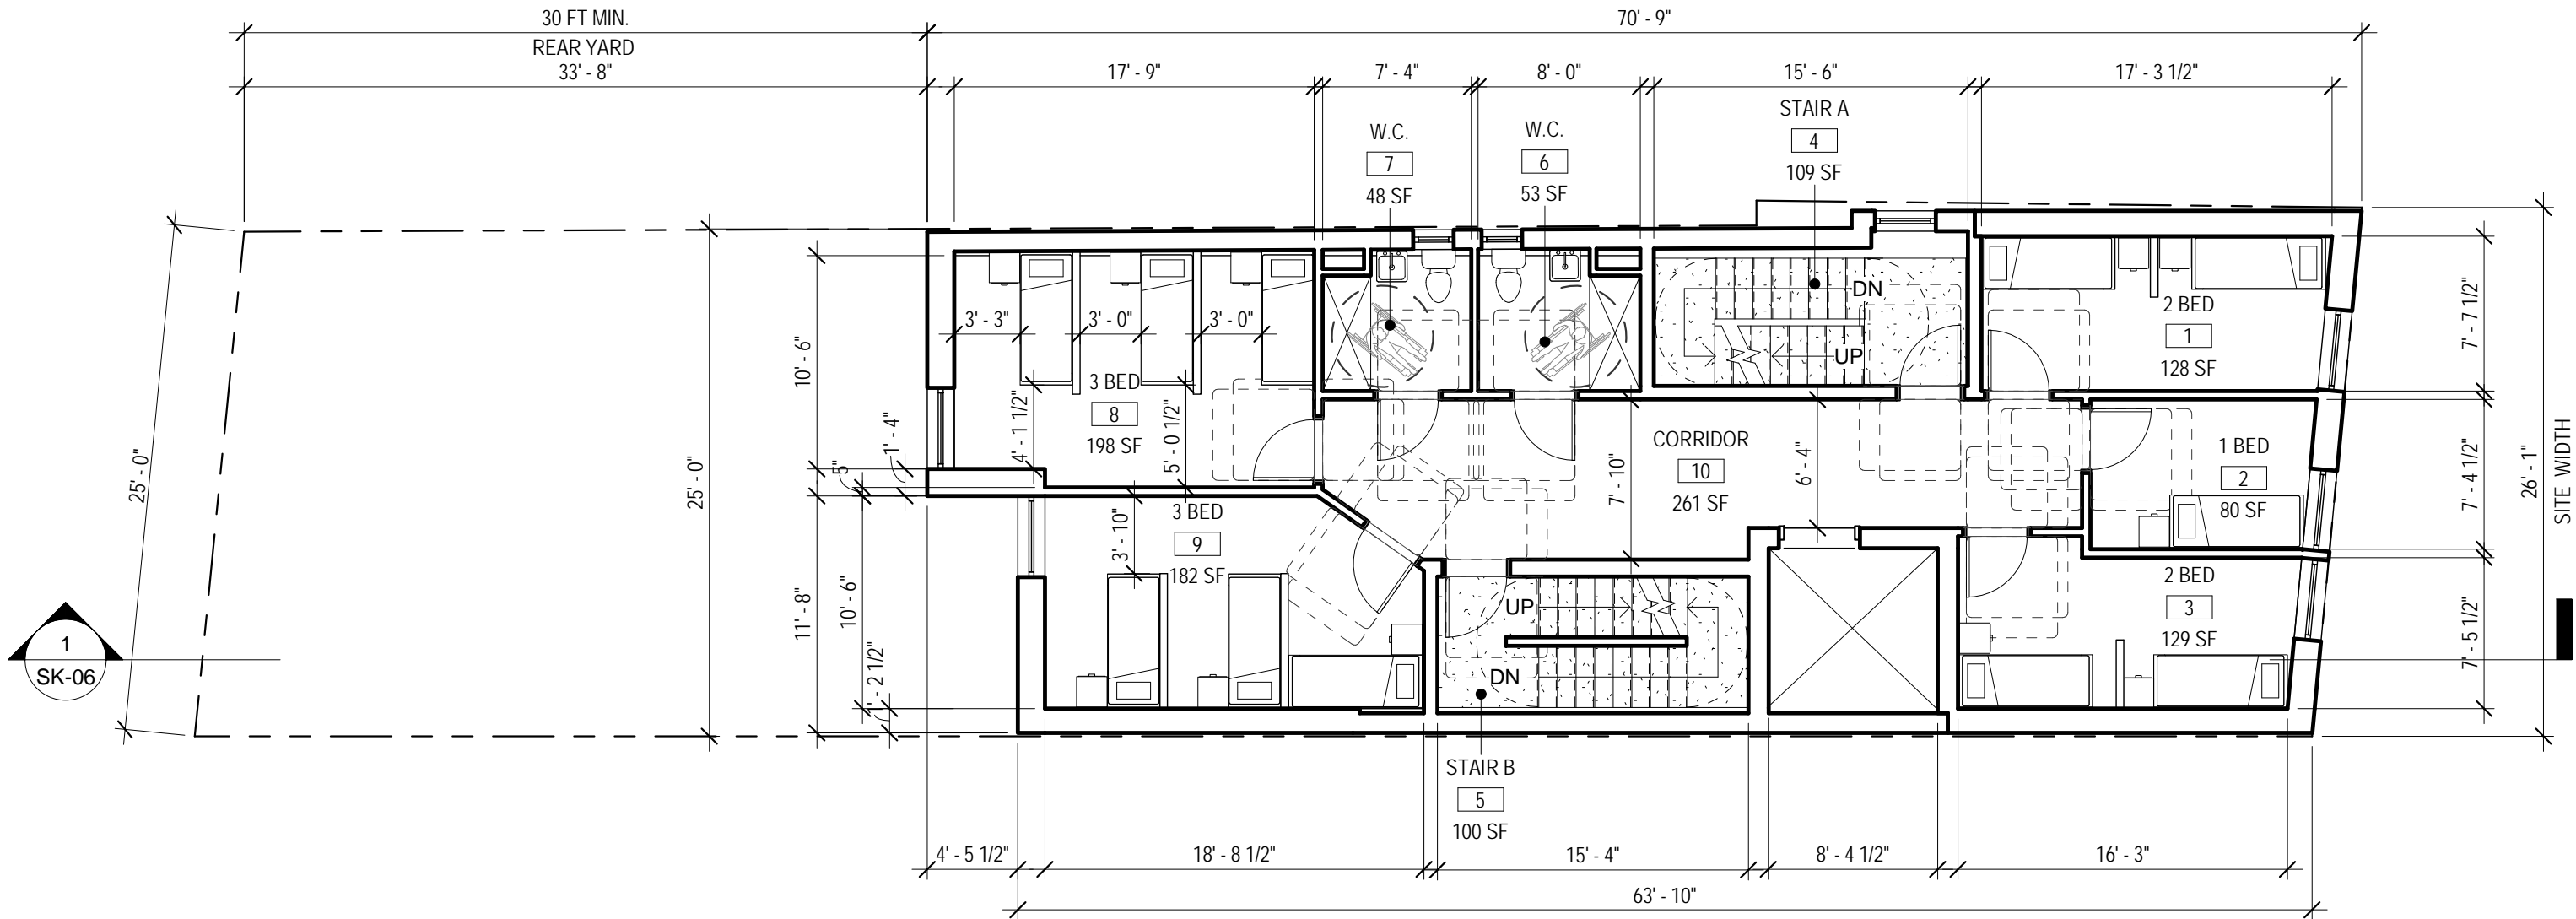 30 FT MIN.
70' - 9"
REAR YARD
33' - 8"
17' - 9"
7' - 4"
8' - 0"
15' - 6"
17' - 3 1/2"
STAIR A
4
109 SF
W.C.
7
48 SF
W.C.
6
53 SF
25' - 0"
25' - 0"
10' - 6"
1' - 4"
5"
11' - 8"
10' - 6"
1' - 2 1/2"
3' - 3"
3' - 0"
3' - 0"
3 BED
8
198 SF
4' - 1 1/2"
5' - 0 1/2"
3' - 10"
3 BED
9
182 SF
DN
UP
CORRIDOR
10
261 SF
7' - 10"
6' - 4"
UP
DN
2 BED
1
128 SF
1 BED
2
80 SF
2 BED
3
129 SF
7' - 7 1/2"
7' - 4 1/2"
7' - 5 1/2"
26' - 1"
SITE WIDTH
1
SK-06
STAIR B
5
100 SF
4' - 5 1/2"
18' - 8 1/2"
15' - 4"
8' - 4 1/2"
16' - 3"
63' - 10"